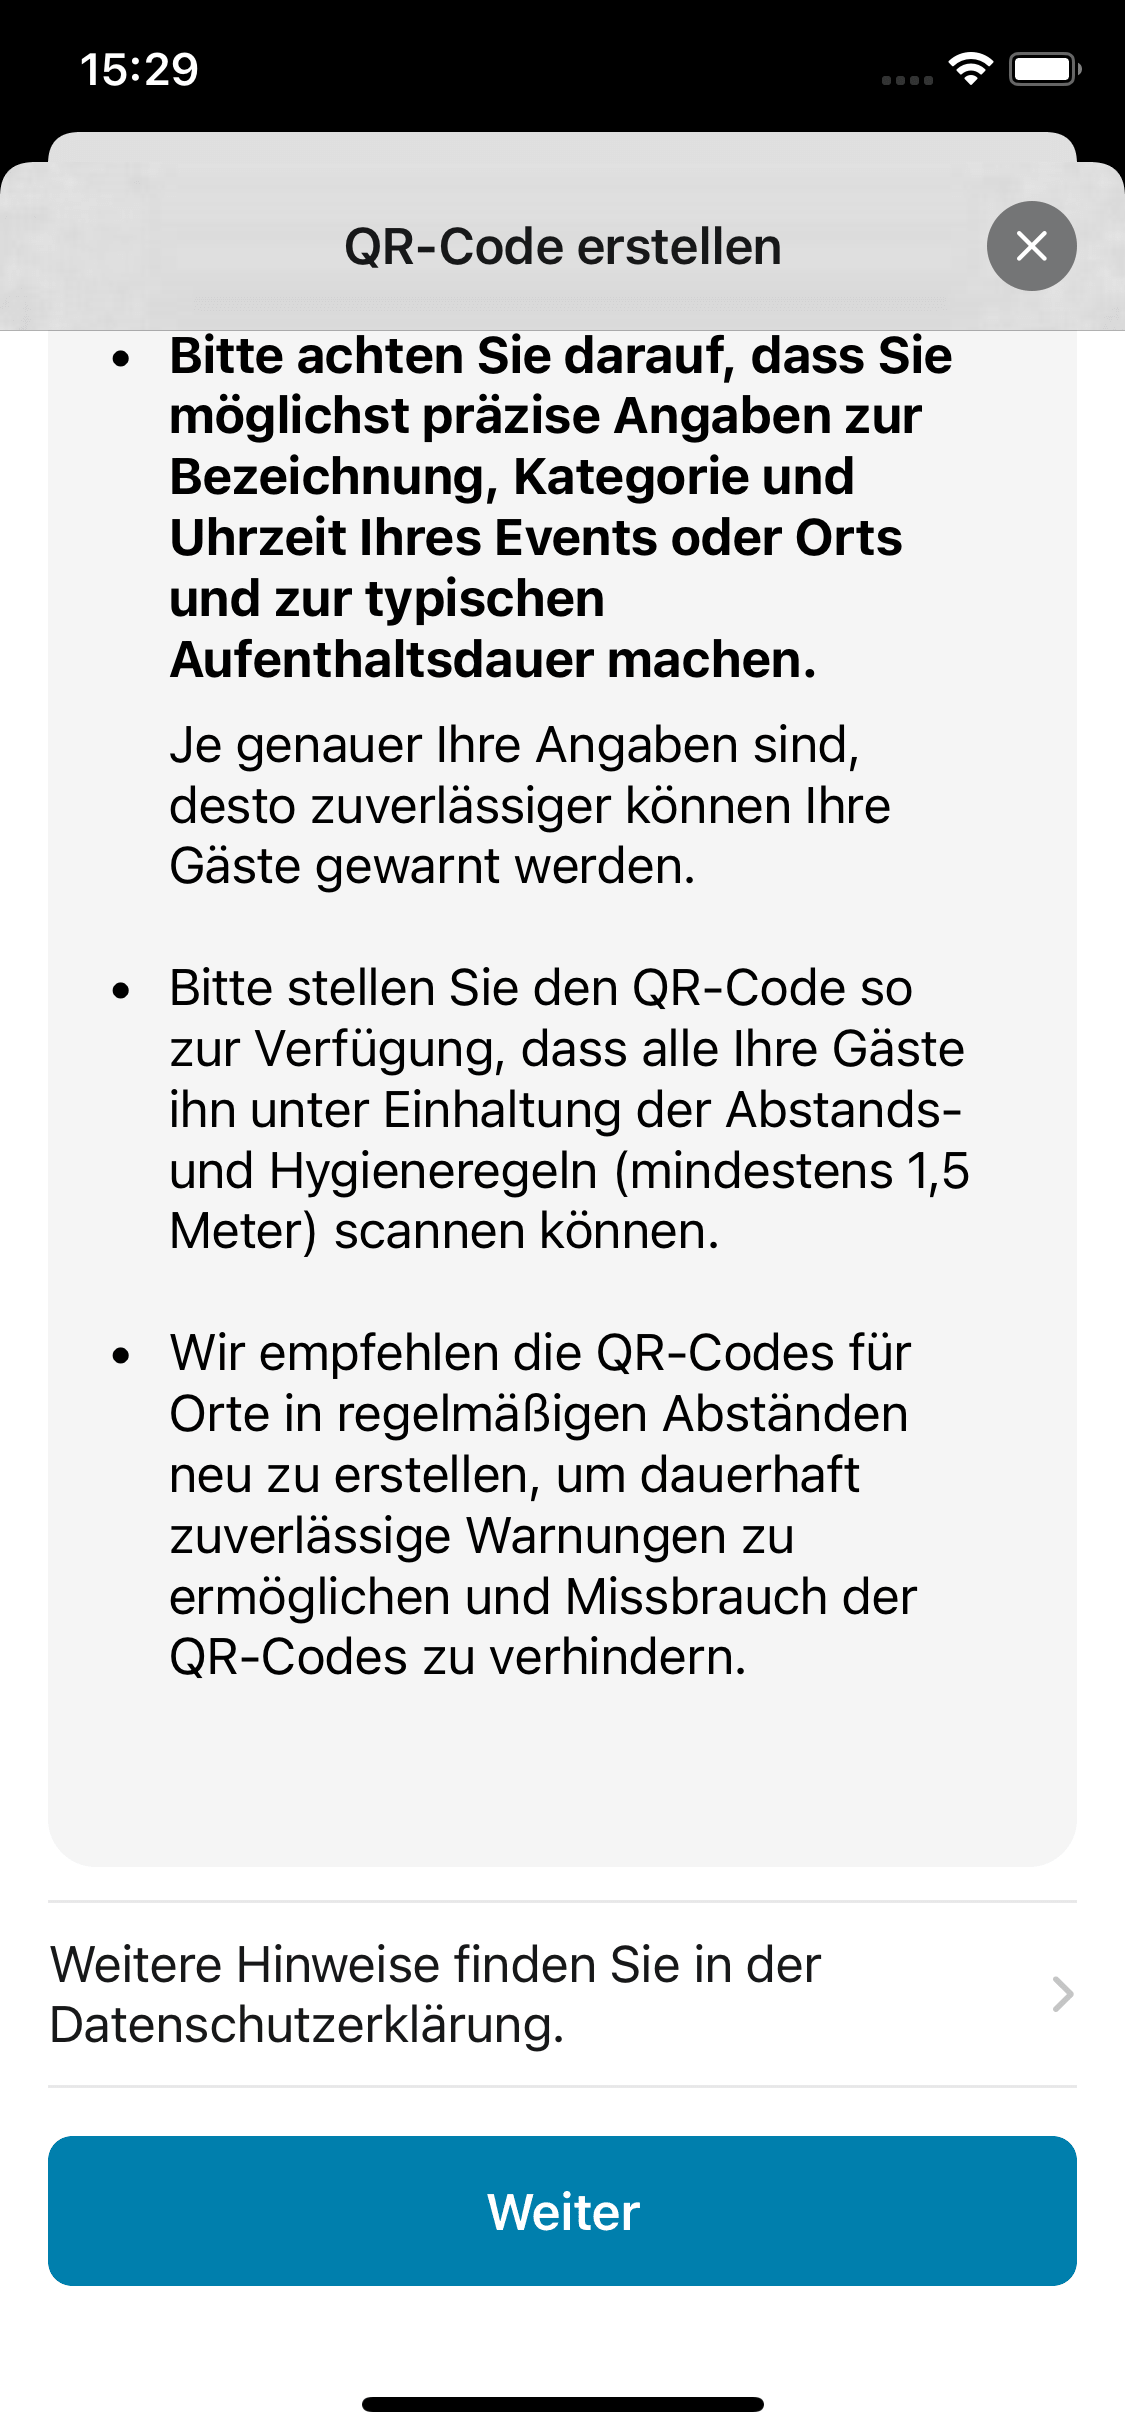 15:29
QR-Code erstellen
• Bitte achten Sie darauf, dass Sie
möglichst präzise Angaben zur
Bezeichnung, Kategorie und
Uhrzeit Ihres Events oder Orts
und zur typischen
Aufenthaltsdauer machen.
Je genauer Ihre Angaben sind,
desto zuverlässiger können Ihre
Gäste gewarnt werden.
• Bitte stellen Sie den QR-Code so
zur Verfügung, dass alle Ihre Gäste
ihn unter Einhaltung der Abstands-
und Hygieneregeln (mindestens 1,5
Meter) scannen können.
• Wir empfehlen die QR-Codes für
Orte in regelmäßigen Abständen
neu zu erstellen, um dauerhaft
zuverlässige Warnungen zu
ermöglichen und Missbrauch der
QR-Codes zu verhindern.
Weitere Hinweise finden Sie in der
Datenschutzerklärung.
Weiter